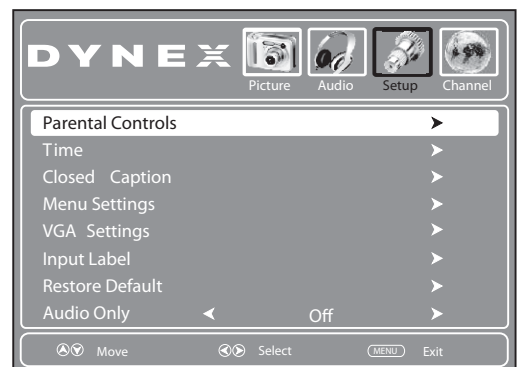 DYNEX
Picture Audio Setup Channel
Parental Controls
Time
Closed Caption
Menu Settings
VGA Settings
Input Label
Restore Default
Audio Only Off
Move Select MENU Exit